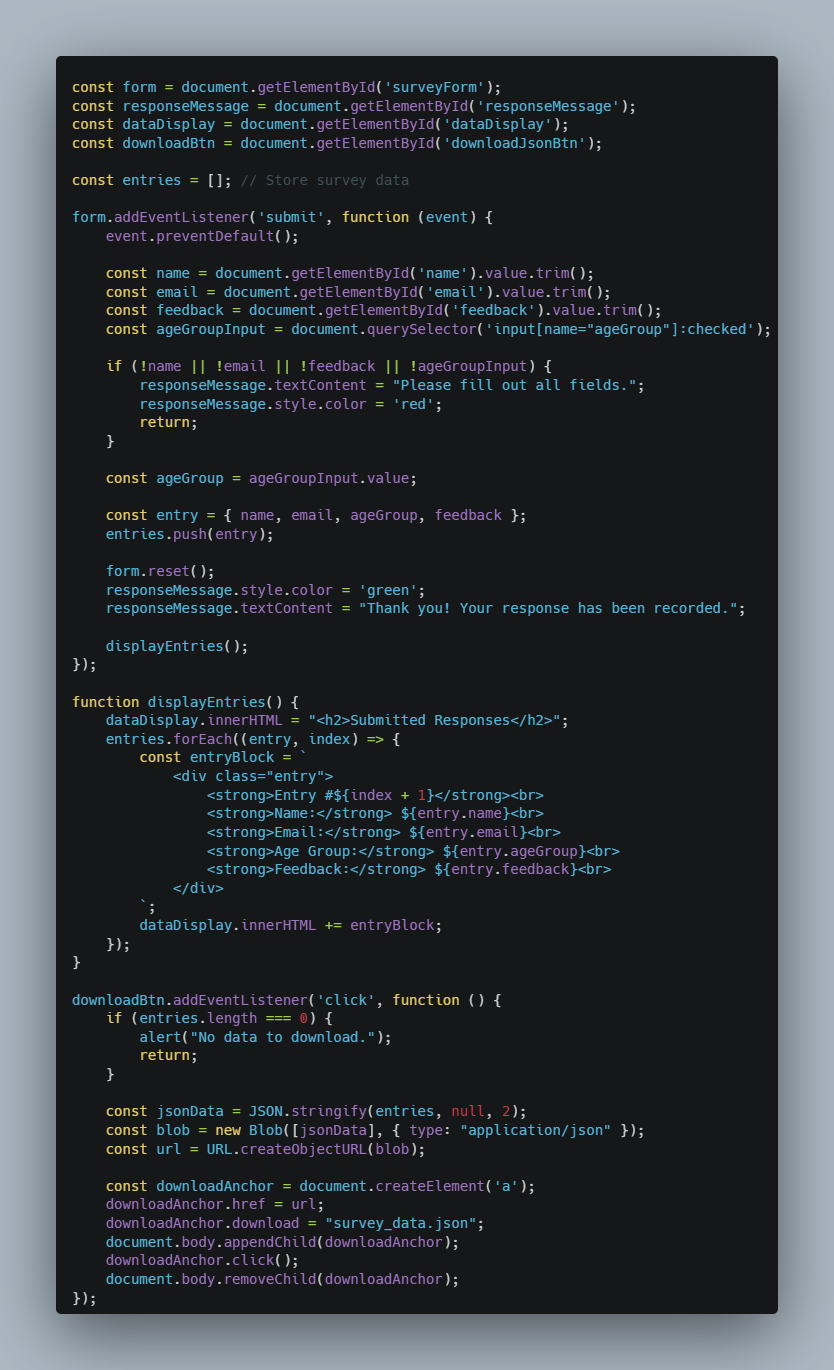 const form = document.getElementById('surveyForm');
const responseMessage = document.getElementById('responseMessage');
const dataDisplay = document.getElementById('dataDisplay');
const downloadBtn = document.getElementById('downloadJsonBtn');

const entries = []; // Store survey data

form.addEventListener('submit', function (event) {
    event.preventDefault();

    const name = document.getElementById('name').value.trim();
    const email = document.getElementById('email').value.trim();
    const feedback = document.getElementById('feedback').value.trim();
    const ageGroupInput = document.querySelector('input[name="ageGroup"]:checked');

    if (!name || !email || !feedback || !ageGroupInput) {
        responseMessage.textContent = "Please fill out all fields.";
        responseMessage.style.color = 'red';
        return;
    }

    const ageGroup = ageGroupInput.value;

    const entry = { name, email, ageGroup, feedback };
    entries.push(entry);

    form.reset();
    responseMessage.style.color = 'green';
    responseMessage.textContent = "Thank you! Your response has been recorded.";

    displayEntries();
});

function displayEntries() {
    dataDisplay.innerHTML = "<h2>Submitted Responses</h2>";
    entries.forEach((entry, index) => {
        const entryBlock = `
            <div class="entry">
                <strong>Entry #${index + 1}</strong><br>
                <strong>Name:</strong> ${entry.name}<br>
                <strong>Email:</strong> ${entry.email}<br>
                <strong>Age Group:</strong> ${entry.ageGroup}<br>
                <strong>Feedback:</strong> ${entry.feedback}<br>
            </div>
        `;
        dataDisplay.innerHTML += entryBlock;
    });
}

downloadBtn.addEventListener('click', function () {
    if (entries.length === 0) {
        alert("No data to download.");
        return;
    }

    const jsonData = JSON.stringify(entries, null, 2);
    const blob = new Blob([jsonData], { type: "application/json" });
    const url = URL.createObjectURL(blob);

    const downloadAnchor = document.createElement('a');
    downloadAnchor.href = url;
    downloadAnchor.download = "survey_data.json";
    document.body.appendChild(downloadAnchor);
    downloadAnchor.click();
    document.body.removeChild(downloadAnchor);
});